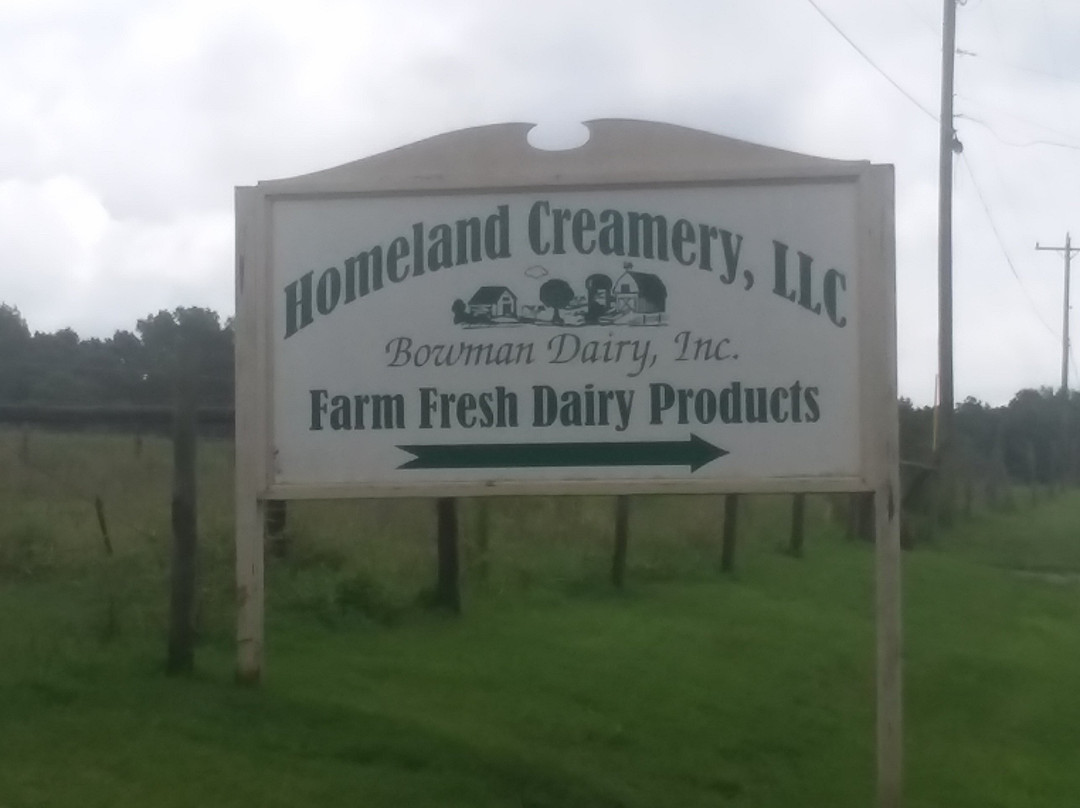 Homeland Creamery, LLC
Bowman Dairy, Inc.
Farm Fresh Dairy Products